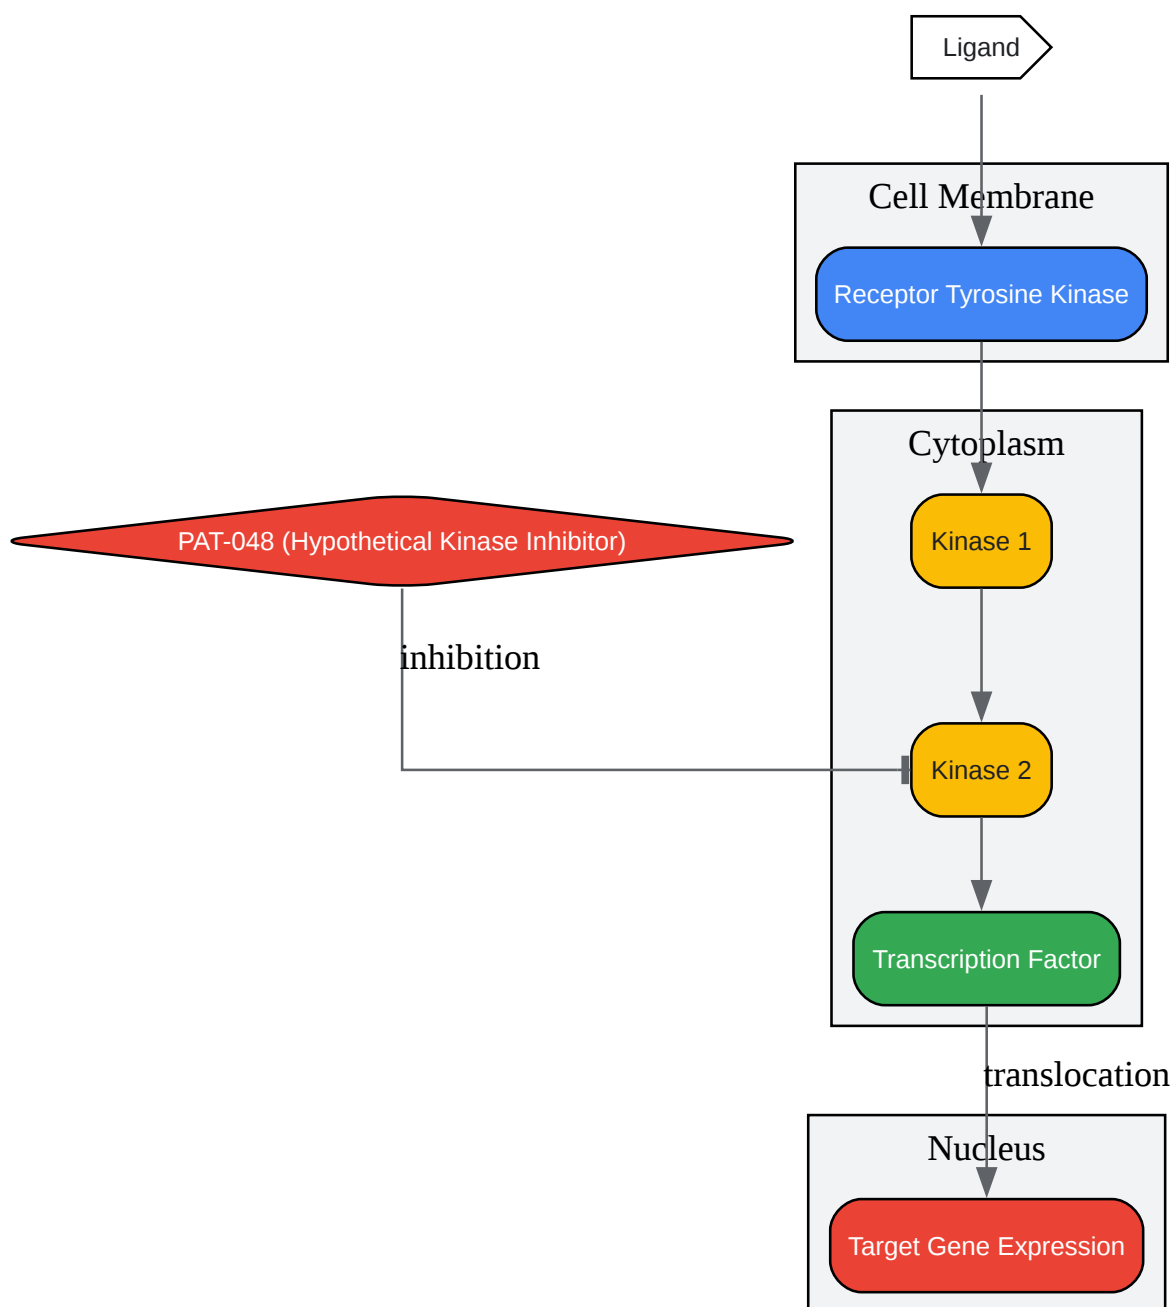 Ligand
Cell Membrane
Receptor Tyrosine Kinase
Cytoplasm
PAT-048 (Hypothetical Kinase Inhibitor)
Kinase 1
inhibition
Kinase 2
Transcription Factor
translocation
Nucleus
Target Gene Expression